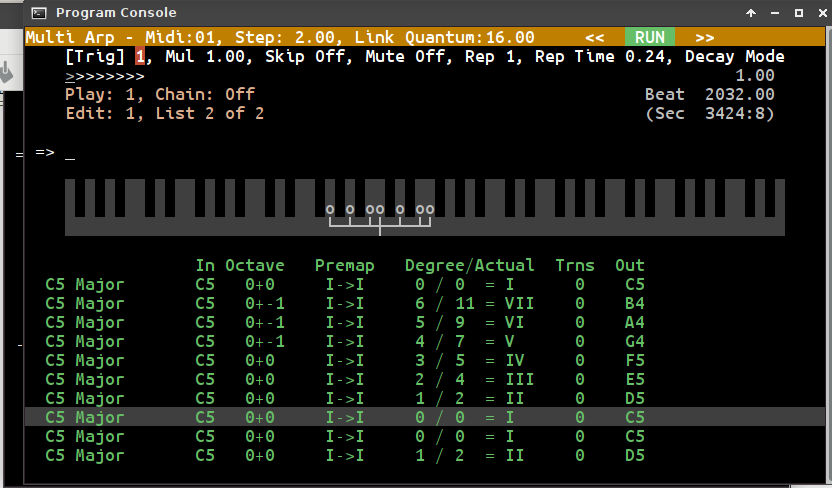 Program Console
Multi Arp - Midi:01, Step: 2.00, Link Quantum:16.00 << RUN >>
[Trig] 1, Mul 1.00, Skip Off, Mute Off, Rep 1, Rep Time 0.24, Decay Mode
>>>>>>>> 1.00
Play: 1, Chain: Off Beat 2032.00
Edit: 1, List 2 of 2 (Sec 3424:8)
=> _
o o oo o oo
In Octave Premap Degree/Actual Trns Out
C5 Major C5 0+0 I->I 0 / 0 = I 0 C5
C5 Major C5 0+-1 I->I 6 / 11 = VII 0 B4
C5 Major C5 0+-1 I->I 5 / 9 = VI 0 A4
C5 Major C5 0+-1 I->I 4 / 7 = V 0 G4
C5 Major C5 0+0 I->I 3 / 5 = IV 0 F5
C5 Major C5 0+0 I->I 2 / 4 = III 0 E5
C5 Major C5 0+0 I->I 1 / 2 = II 0 D5
C5 Major C5 0+0 I->I 0 / 0 = I 0 C5
C5 Major C5 0+0 I->I 0 / 0 = I 0 C5
C5 Major C5 0+0 I->I 1 / 2 = II 0 D5